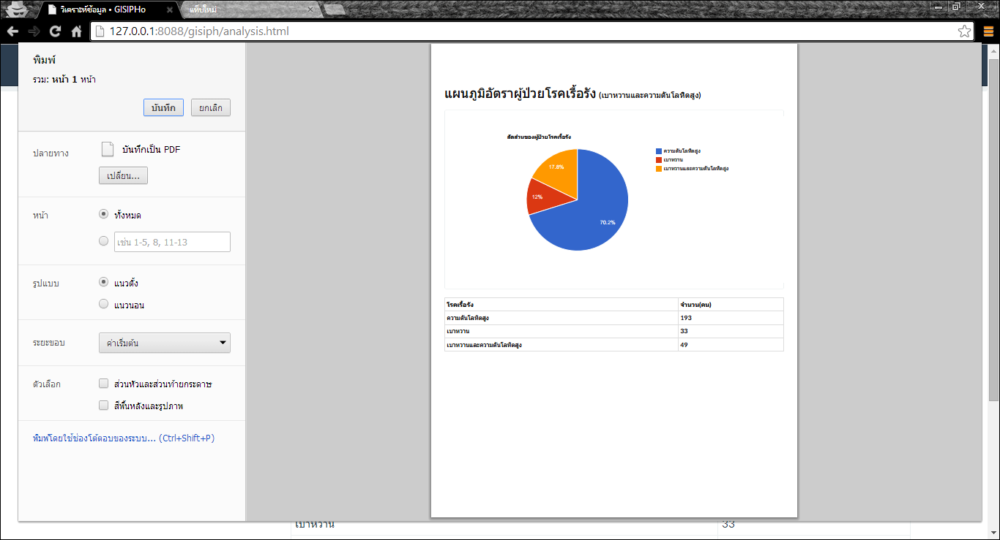 วิเคราะห์ข้อมูล • GISIPHo
แท็บใหม่
127.0.0.1:8088/gisiph/analysis.html
พิมพ์
รวม: หน้า 1 หน้า
บันทึก
ยกเลิก
ปลายทาง
บันทึกเป็น PDF
เปลี่ยน...
หน้า
ทั้งหมด
เช่น 1-5, 8, 11-13
รูปแบบ
แนวตั้ง
แนวนอน
ระยะขอบ
ค่าเริ่มต้น
ตัวเลือก
ส่วนหัวและส่วนท้ายกระดาษ
สีพื้นหลังและรูปภาพ
พิมพ์โดยใช้ช่องโต้ตอบของระบบ... (Ctrl+Shift+P)
แผนภูมิอัตราผู้ป่วยโรคเรื้อรัง (เบาหวานและความดันโลหิตสูง)
สัดส่วนของผู้ป่วยโรคเรื้อรัง
17.8%
12%
70.2%
ความดันโลหิตสูง
เบาหวาน
เบาหวานและความดันโลหิตสูง
โรคเรื้อรัง จำนวน(คน)
ความดันโลหิตสูง 193
เบาหวาน 33
เบาหวานและความดันโลหิตสูง 49
เบาหวาน 33